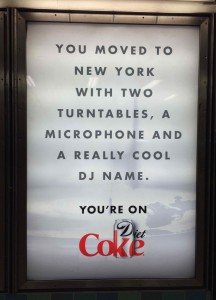 YOU MOVED TO
NEW YORK
WITH TWO
TURNTABLES, A
MICROPHONE AND
A REALLY COOL
DJ NAME.
YOU'RE ON
Diet
Coke